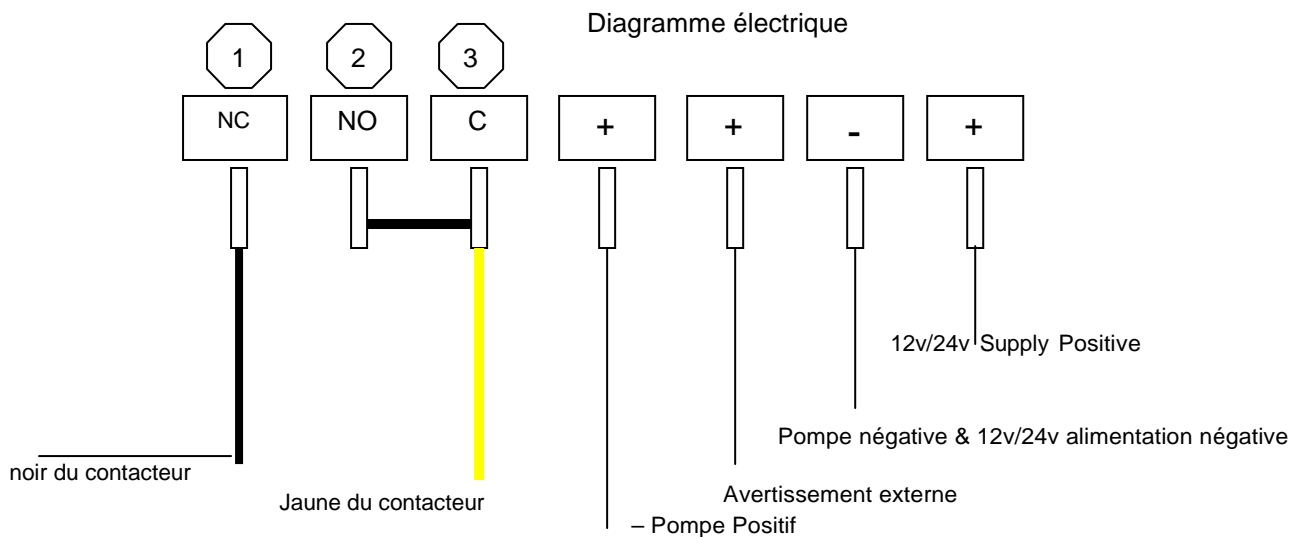 Diagramme électrique
1 2 3
NC NO C + + - +
12v/24v Supply Positive
Pompe négative & 12v/24v alimentation négative
noir du contacteur
Avertissement externe
Jaune du contacteur
– Pompe Positif